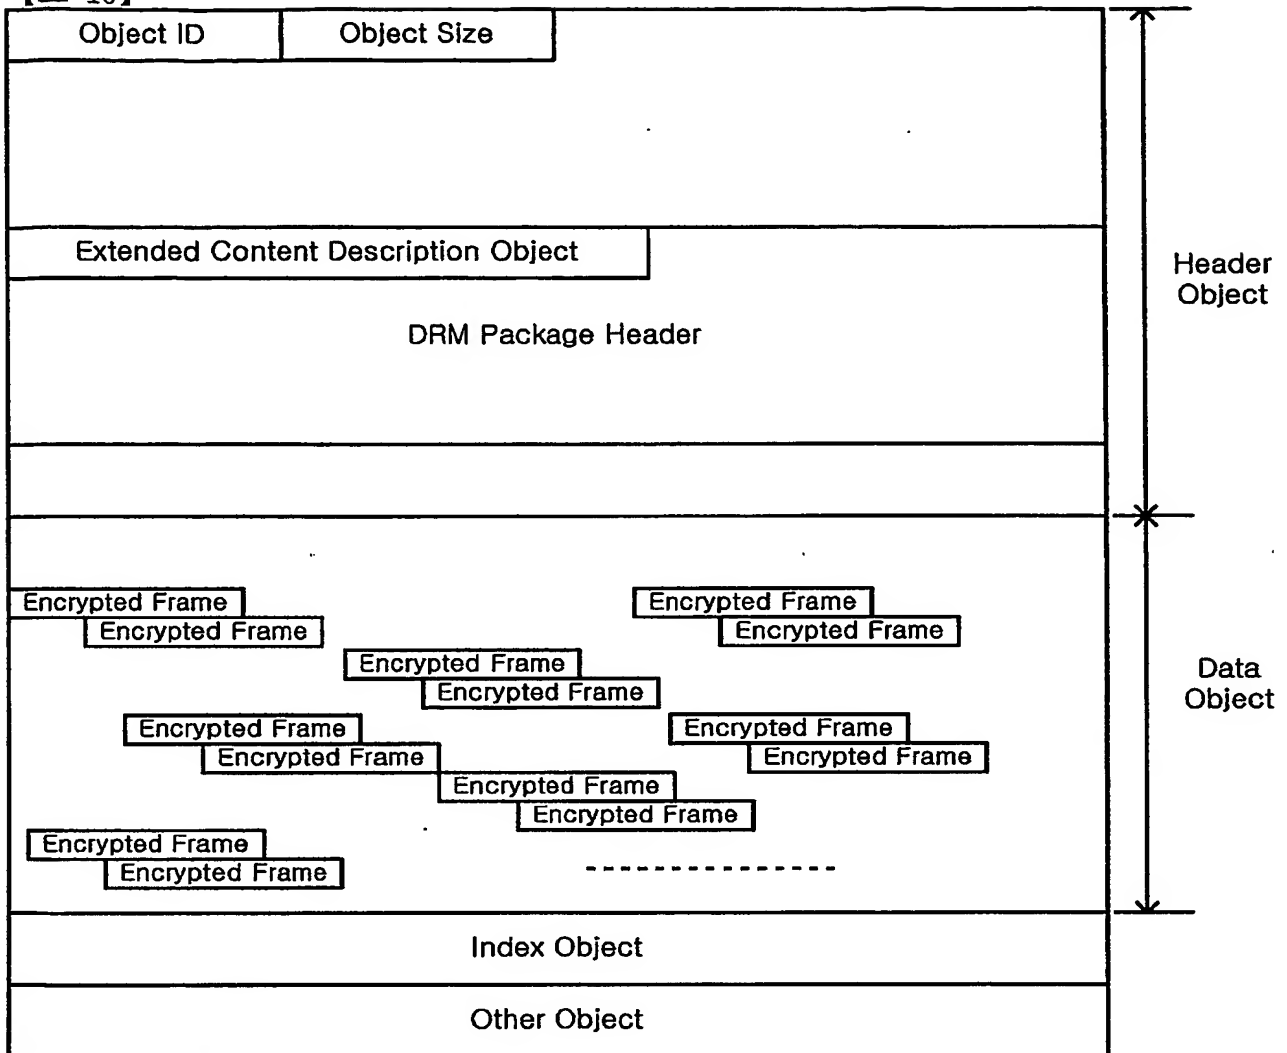 Object ID Object Size
Extended Content Description Object
DRM Package Header
Header
Object
Encrypted Frame Encrypted Frame
Encrypted Frame Encrypted Frame
Encrypted Frame
Encrypted Frame
Data
Object
Encrypted Frame Encrypted Frame
Encrypted Frame Encrypted Frame
Encrypted Frame
Encrypted Frame
Encrypted Frame
Encrypted Frame
Index Object
Other Object